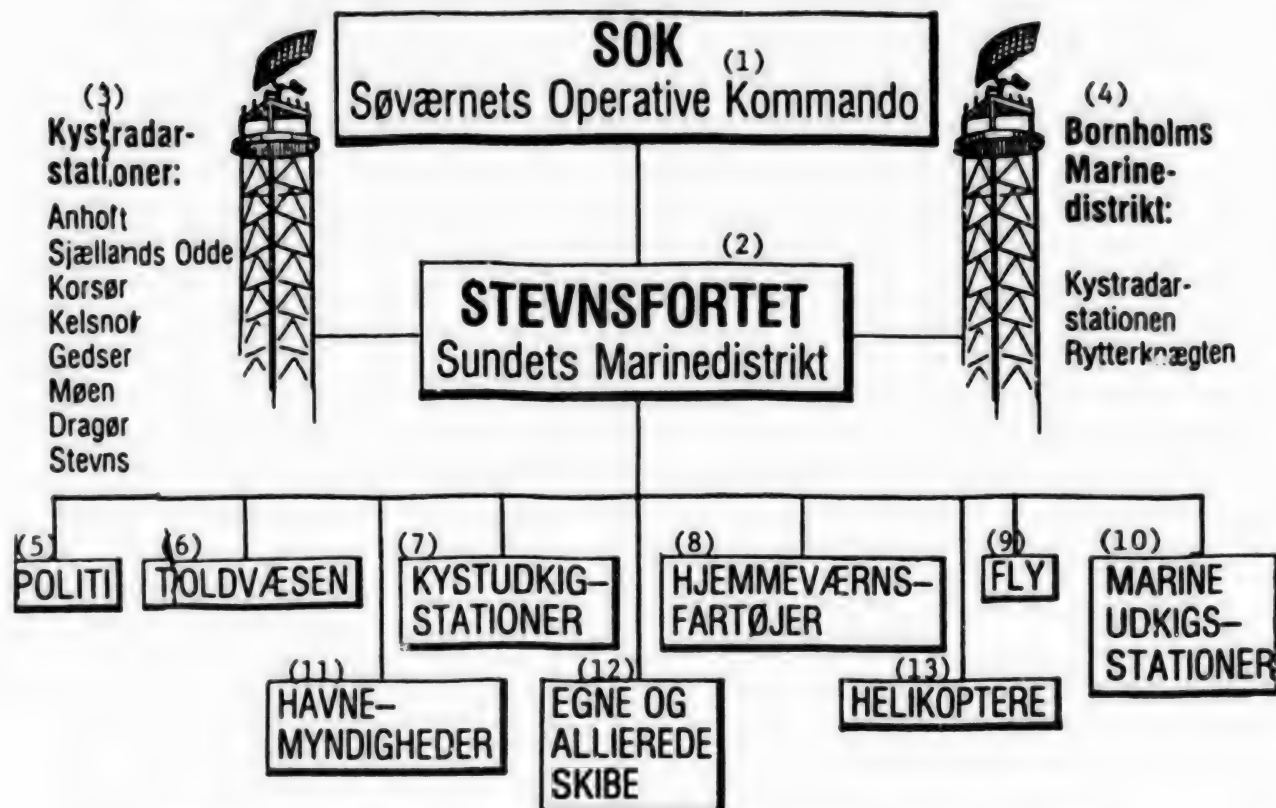 SOK (1)
Søværnets Operative Kommando
(3)
Kystradar-
stationer:
Anholt
Sjællands Odde
Korsør
Kelsnor
Gedser
Møen
Dragør
Stevns
(4)
Bornholms
Marine-
distrikt:
Kystradar-
stationen
Rytterknægten
(2)
STEVNSFORTET
Sundets Marinedistrikt
(5)
POLITI
(6)
TOLDVÆSEN
(7)
KYSTUDKIG-
STATIONER
(8)
HJEMMEVÆRNS-
FARTØJER
(9)
FLY
(10)
MARINE
UDKIGS-
STATIONER
(11)
HAVNE-
MYNDIGHEDER
(12)
EGNE OG
ALLIEREDE
SKIBE
(13)
HELIKOPTERE